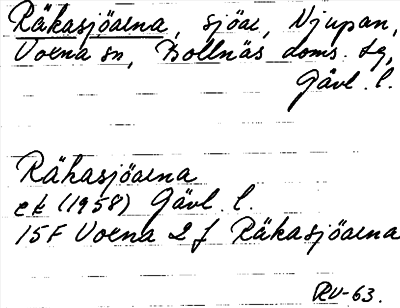 Räkasjöarna, sjöar, Njupan,
Voxna sn, Bollnäs doms. tg,
Gävl. l.
Räkasjöarna
ek (1958) Gävl. l.
15F Voxna 2 f Räkasjöarna
RV-63.